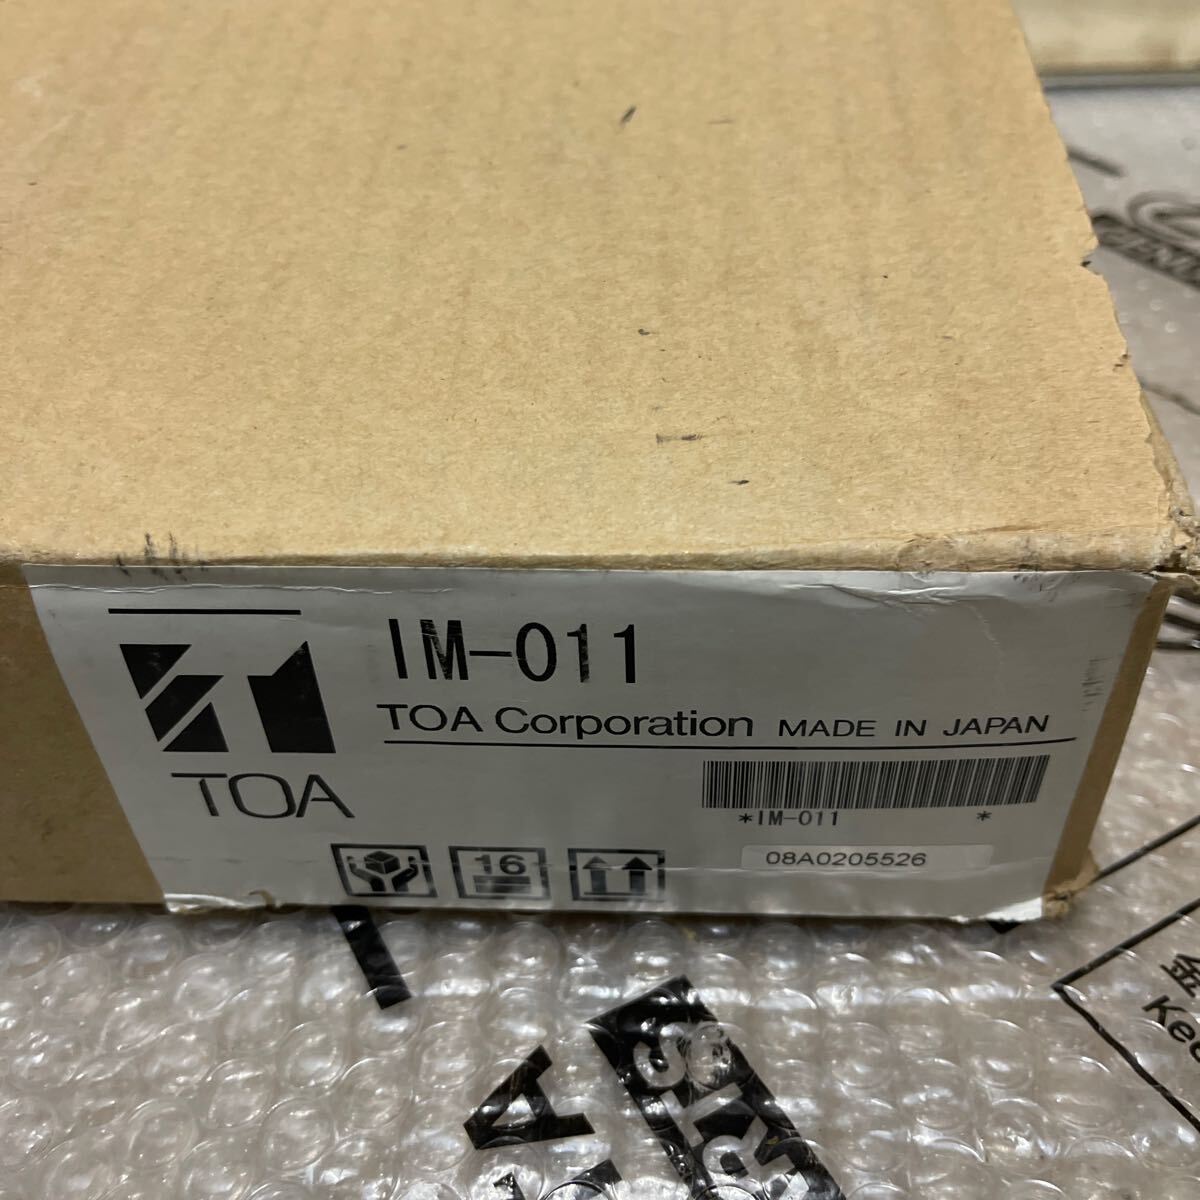 IM-011
TOA Corporation MADE IN JAPAN
TOA
*IM-011 *
16
08A0205526